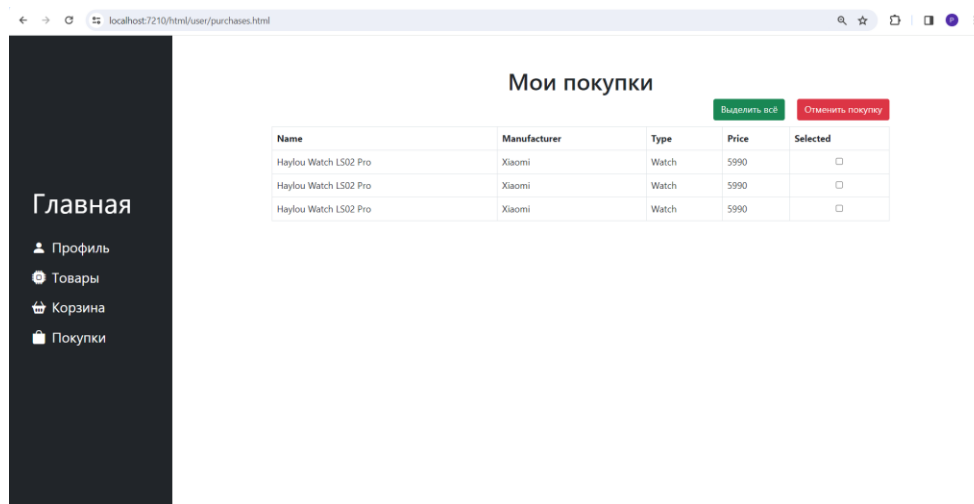 localhost:7210/html/user/purchases.html
P
Главная
Профиль
Товары
Корзина
Покупки
Мои покупки
Выделить всё Отменить покупку
Name Manufacturer Type Price Selected
Haylou Watch LS02 Pro Xiaomi Watch 5990
Haylou Watch LS02 Pro Xiaomi Watch 5990
Haylou Watch LS02 Pro Xiaomi Watch 5990